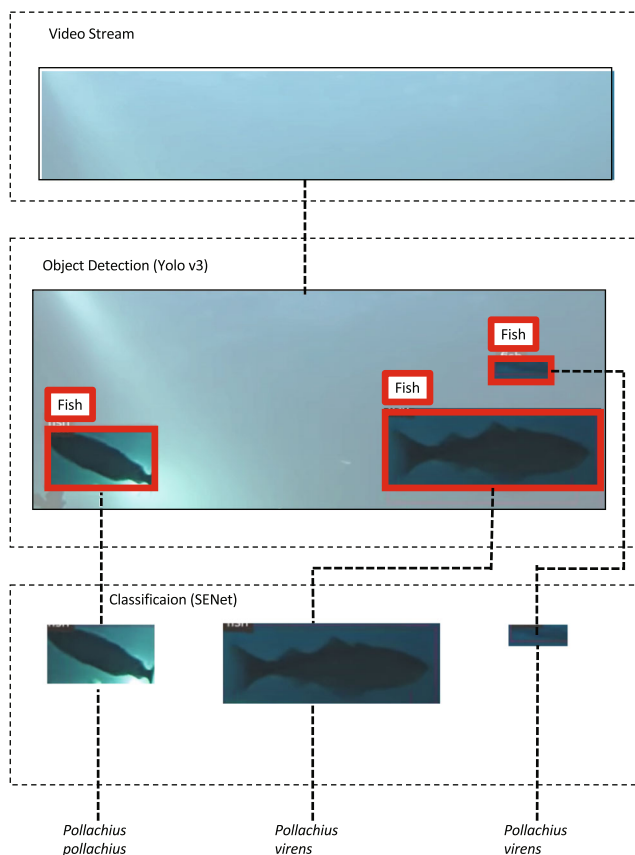 Video Stream
Object Detection (Yolo v3)
Fish
Fish
Fish
Classificaion (SENet)
Pollachius
pollachius
Pollachius
virens
Pollachius
virens